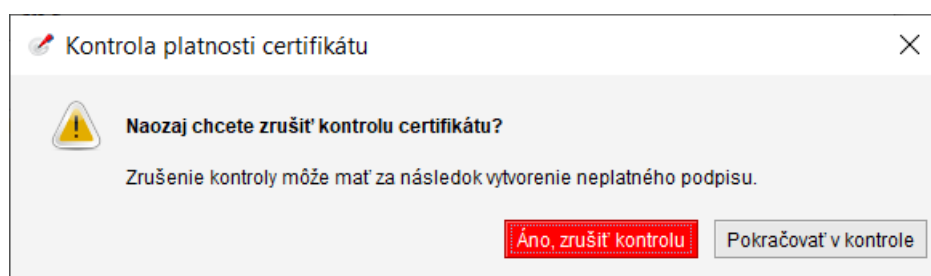 Kontrola platnosti certifikátu
Naozaj chcete zrušiť kontrolu certifikátu?
Zrušenie kontroly môže mať za následok vytvorenie neplatného podpisu.
Áno, zrušiť kontrolu
Pokračovať v kontrole